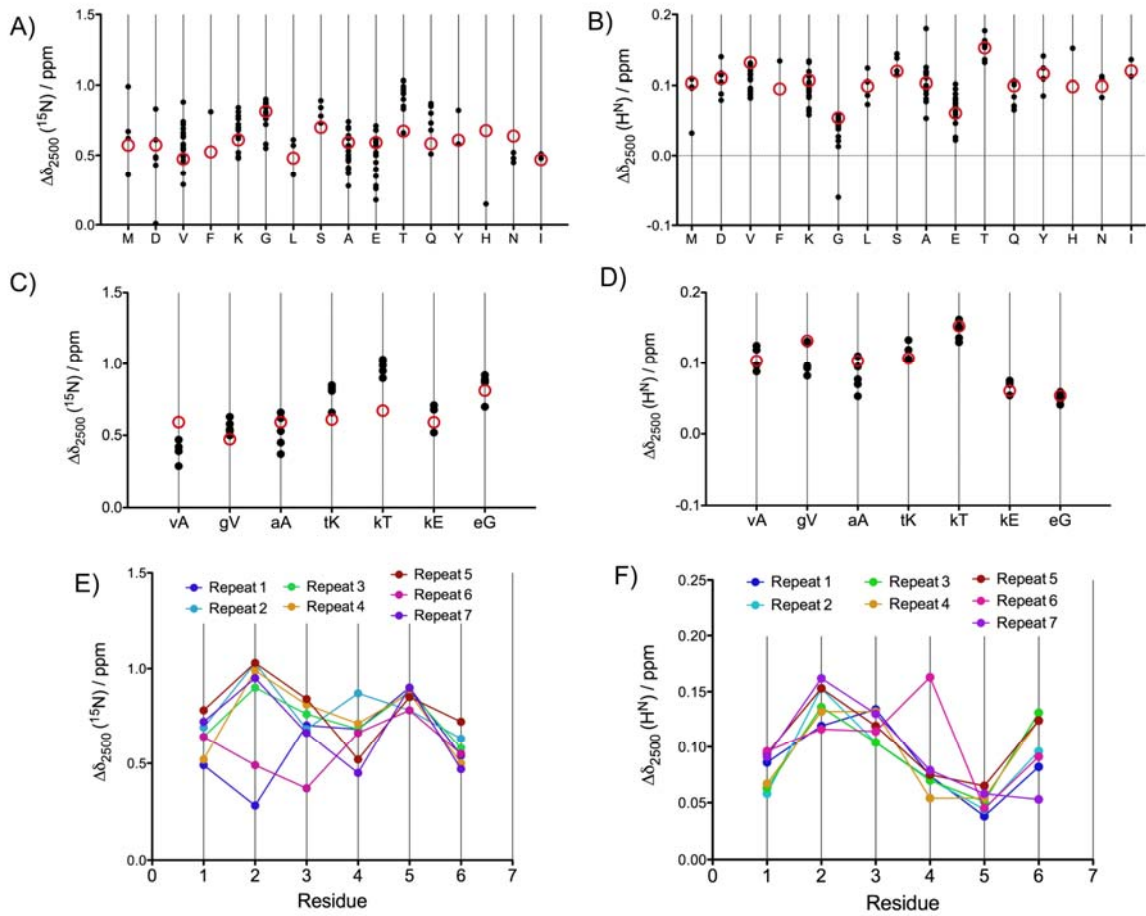 A)
Δδ2500 (15N) / ppm
1.5
1.0
0.5
0.0
M D V F K G L S A E T Q Y H N I
B)
Δδ2500 (HN) / ppm
0.2
0.1
0.0
-0.1
M D V F K G L S A E T Q Y H N I
C)
Δδ2500 (15N) / ppm
1.5
1.0
0.5
0.0
vA gV aA tK kT kE eG
D)
Δδ2500 (HN) / ppm
0.2
0.1
0.0
-0.1
vA gV aA tK kT kE eG
E)
Δδ2500 (15N) / ppm
1.5
1.0
0.5
0.0
Repeat 1
Repeat 2
Repeat 3
Repeat 4
Repeat 5
Repeat 6
Repeat 7
0 1 2 3 4 5 6 7
Residue
F)
Δδ2500 (HN) / ppm
0.25
0.20
0.15
0.10
0.05
0.00
Repeat 1
Repeat 2
Repeat 3
Repeat 4
Repeat 5
Repeat 6
Repeat 7
0 1 2 3 4 5 6 7
Residue